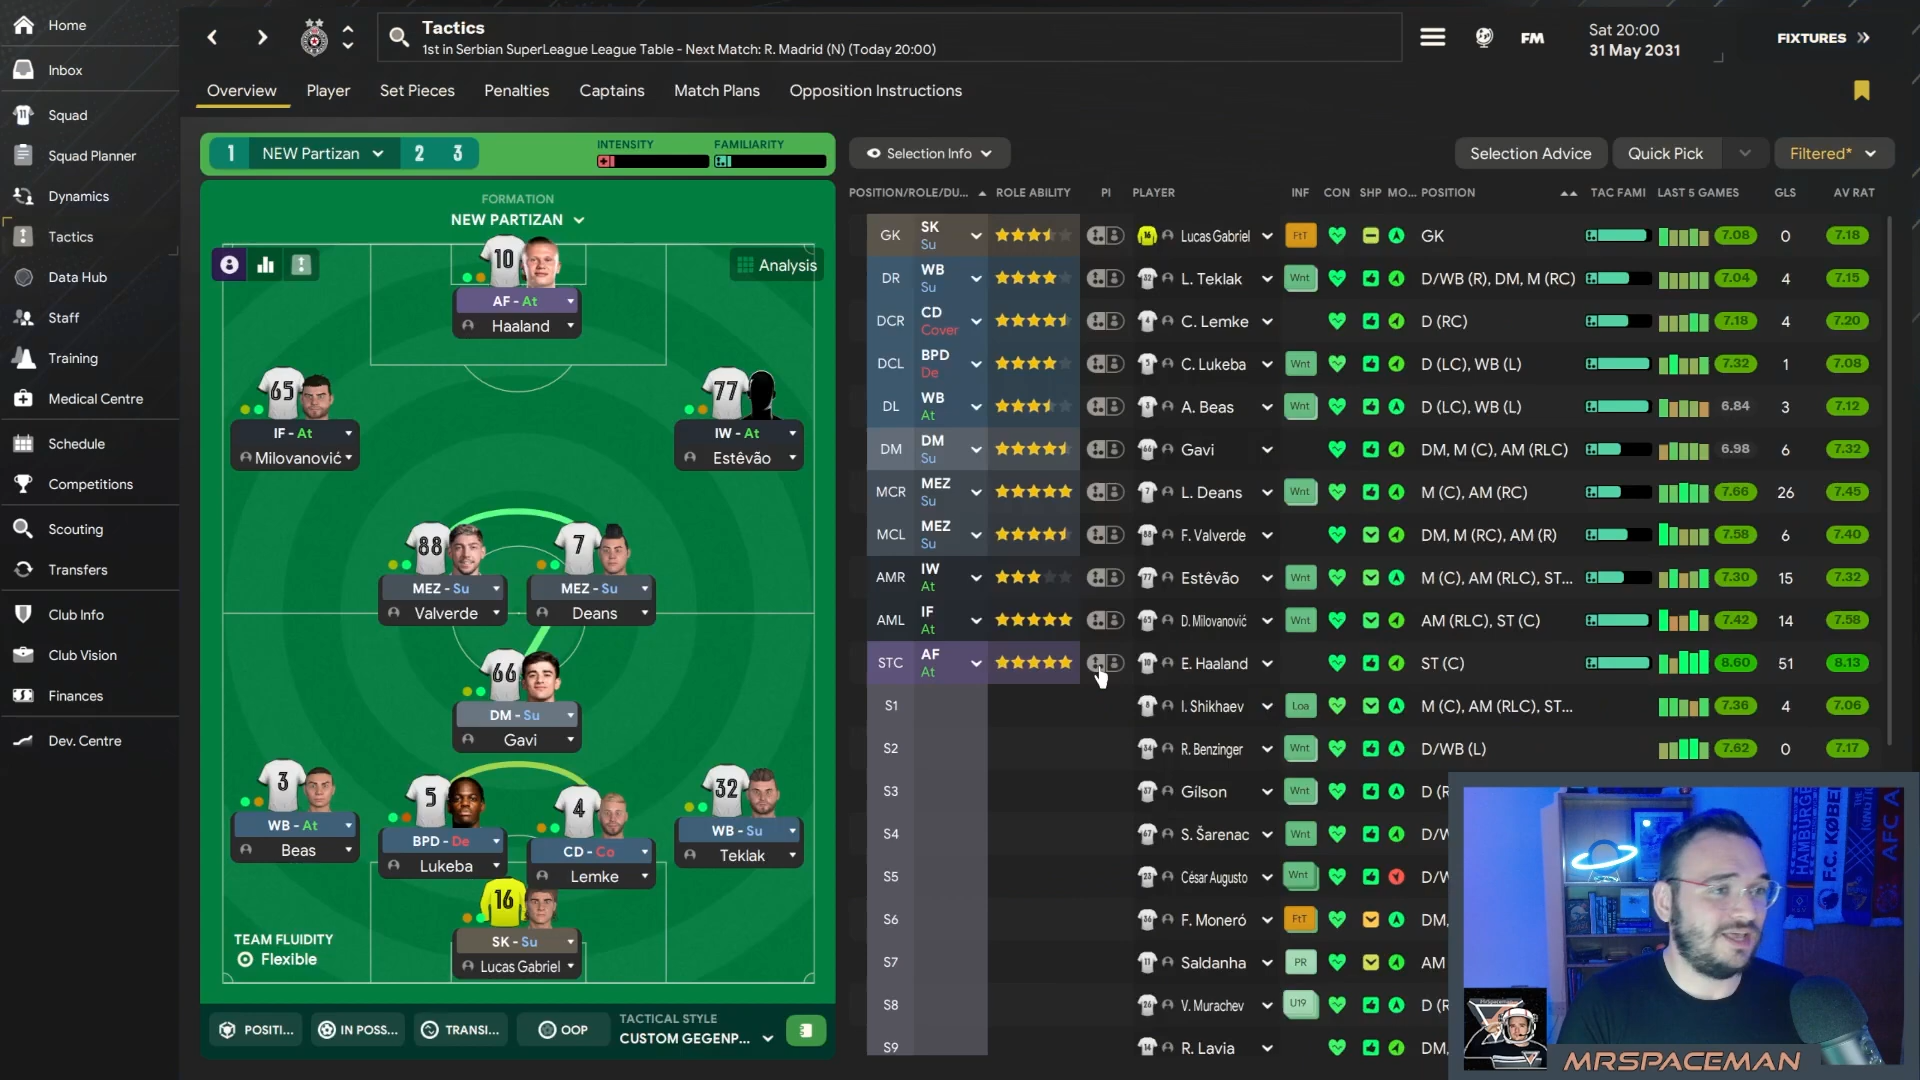 Home
Inbox
Squad
Squad Planner
Dynamics
Tactics
Data Hub
Staff
Training
Medical Centre
Schedule
Competitions
Scouting
Transfers
Club Info
Club Vision
Finances
Dev. Centre
Tactics
1st in Serbian SuperLeague League Table - Next Match: R. Madrid (N) (Today 20:00)
FM
Sat 20:00
31 May 2031
FIXTURES
Overview Player Set Pieces Penalties Captains Match Plans Opposition Instructions
1 NEW Partizan 2 3
INTENSITY FAMILIARITY
FORMATION
NEW PARTIZAN
Analysis
10
AF - At
Haaland
65
IF - At
Milovanović
77
IW - At
Estêvão
88
MEZ - Su
Valverde
7
MEZ - Su
Deans
66
DM - Su
Gavi
3
WB - At
Beas
5
BPD - De
Lukeba
4
CD - Co
Lemke
32
WB - Su
Teklak
16
SK - Su
Lucas Gabriel
TEAM FLUIDITY
Flexible
POSITI... IN POSS... TRANSI... OOP
TACTICAL STYLE
CUSTOM GEGENP...
Selection Info Selection Advice Quick Pick Filtered*
POSITION/ROLE/DU... ROLE ABILITY PI PLAYER INF CON SHP MO... POSITION TAC FAMI LAST 5 GAMES GLS AV RAT
GK SK Su Lucas Gabriel FtT GK 7.08 0 7.18
DR WB Su L. Teklak Wnt D/WB (R), DM, M (RC) 7.04 4 7.15
DCR CD Cover C. Lemke D (RC) 7.18 4 7.20
DCL BPD De C. Lukeba Wnt D (LC), WB (L) 7.32 1 7.08
DL WB At A. Beas Wnt D (LC), WB (L) 6.84 3 7.12
DM DM Su Gavi DM, M (C), AM (RLC) 6.98 6 7.32
MCR MEZ Su L. Deans Wnt M (C), AM (RC) 7.66 26 7.45
MCL MEZ Su F. Valverde DM, M (RC), AM (R) 7.58 6 7.40
AMR IW At Estêvão Wnt M (C), AM (RLC), ST... 7.30 15 7.32
AML IF At D. Milovanović Wnt AM (RLC), ST (C) 7.42 14 7.58
STC AF At E. Haaland ST (C) 8.60 51 8.13
S1 I. Shikhaev Loa M (C), AM (RLC), ST... 7.36 4 7.06
S2 R. Benzinger Wnt D/WB (L) 7.62 0 7.17
S3 Gílson Wnt D (R
S4 S. Šarenac Wnt D/W
S5 César Augusto Wnt D/W
S6 F. Moneró FtT DM,
S7 Saldanha PR AM
S8 V. Murachev U19 D (R
S9 R. Lavia DM,
HAMBURG
F.C. KØBEN
AFC A
MRSPACEMAN